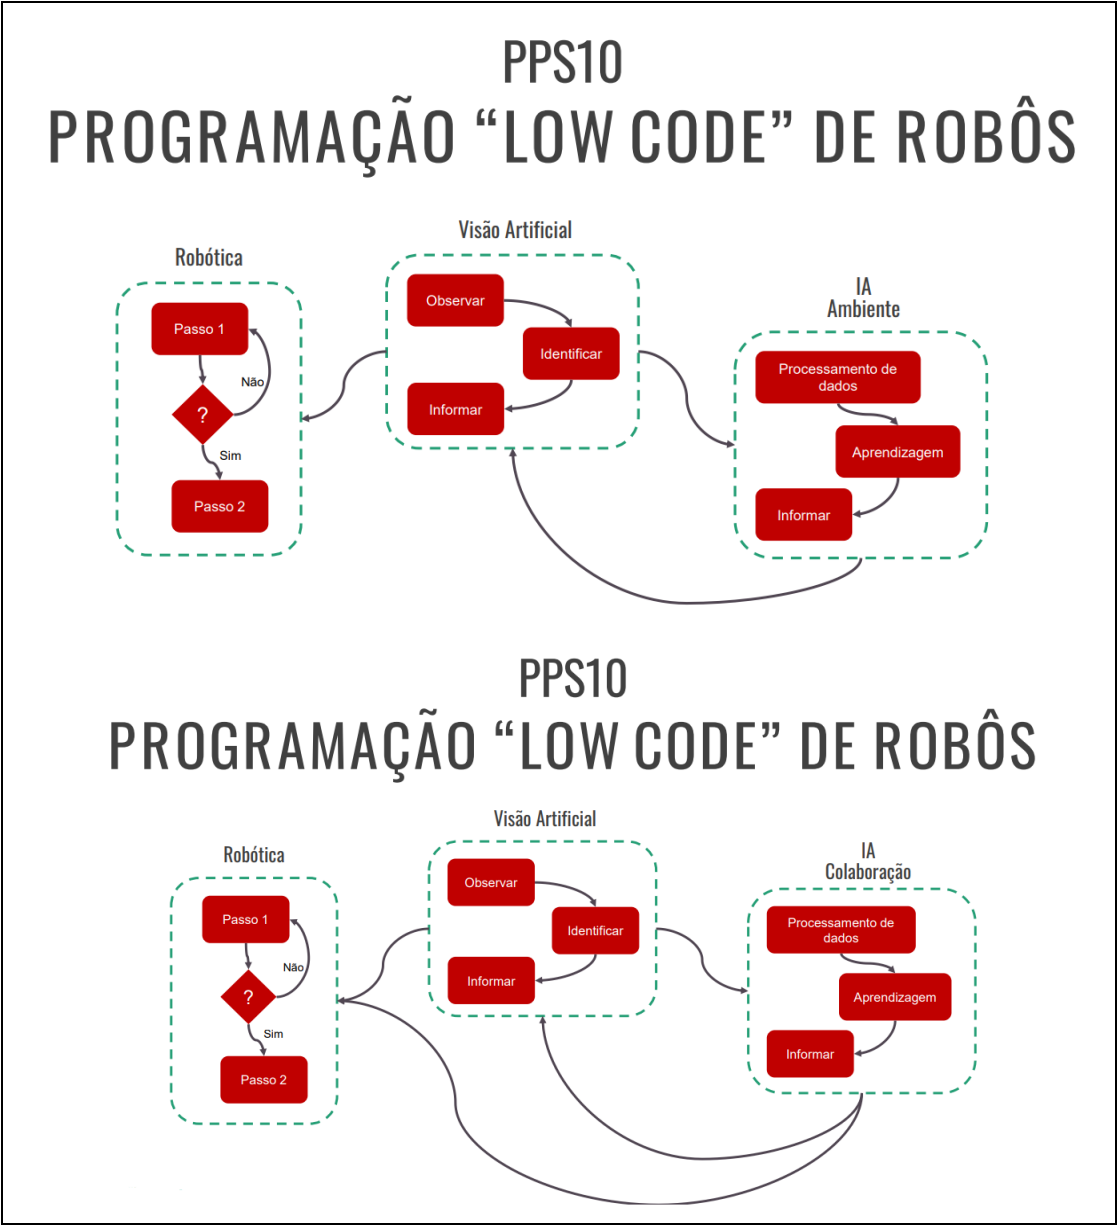 PPS10
PROGRAMAÇÃO “LOW CODE” DE ROBÔS
Robótica
Passo 1
Não
?
Sim
Passo 2
Visão Artificial
Observar
Identificar
Informar
IA
Ambiente
Processamento de
dados
Aprendizagem
Informar
PPS10
PROGRAMAÇÃO “LOW CODE” DE ROBÔS
Robótica
Passo 1
Não
?
Sim
Passo 2
Visão Artificial
Observar
Identificar
Informar
IA
Colaboração
Processamento de
dados
Aprendizagem
Informar